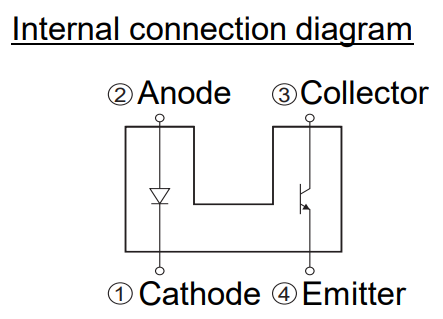 Internal connection diagram
② Anode ③ Collector
① Cathode ④ Emitter